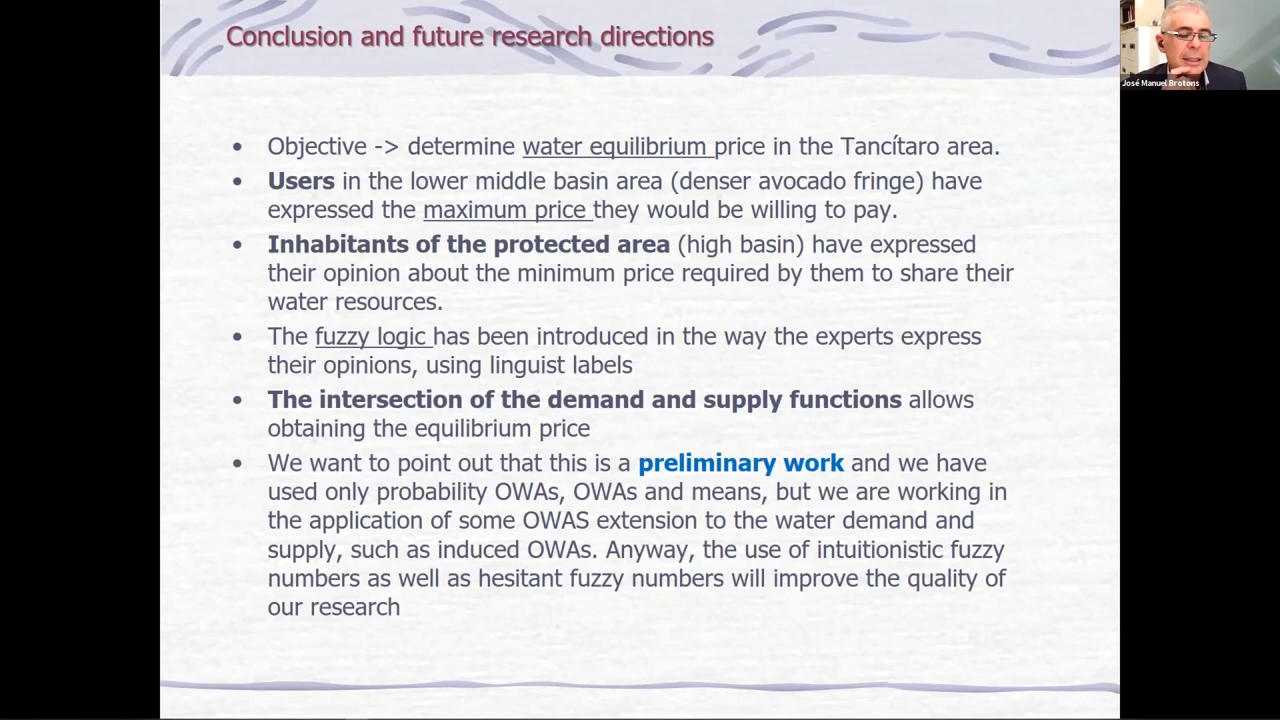 Conclusion and future research directions
José Manuel Brotons
• Objective -> determine water equilibrium price in the Tancítaro area.
• Users in the lower middle basin area (denser avocado fringe) have
expressed the maximum price they would be willing to pay.
• Inhabitants of the protected area (high basin) have expressed
their opinion about the minimum price required by them to share their
water resources.
• The fuzzy logic has been introduced in the way the experts express
their opinions, using linguist labels
• The intersection of the demand and supply functions allows
obtaining the equilibrium price
• We want to point out that this is a preliminary work and we have
used only probability OWAs, OWAs and means, but we are working in
the application of some OWAS extension to the water demand and
supply, such as induced OWAs. Anyway, the use of intuitionistic fuzzy
numbers as well as hesitant fuzzy numbers will improve the quality of
our research